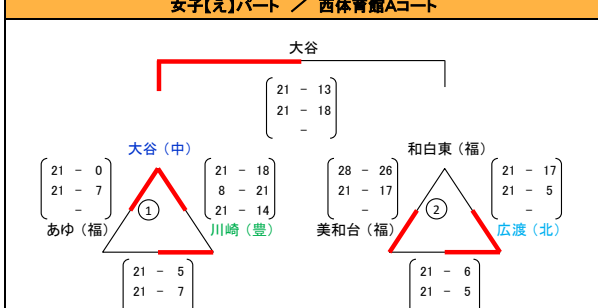 女子【え】パート ／ 西体育館Aコート
大谷
21 － 13
21 － 18
－
大谷（中）
和白東（福）
21 － 0
21 － 7
－
21 － 18
8 － 21
21 － 14
28 － 26
21 － 17
－
21 － 17
21 － 5
－
①
②
あゆ（福）
川崎（豊）
美和台（福）
広渡（北）
21 － 5
21 － 7
21 － 6
21 － 5